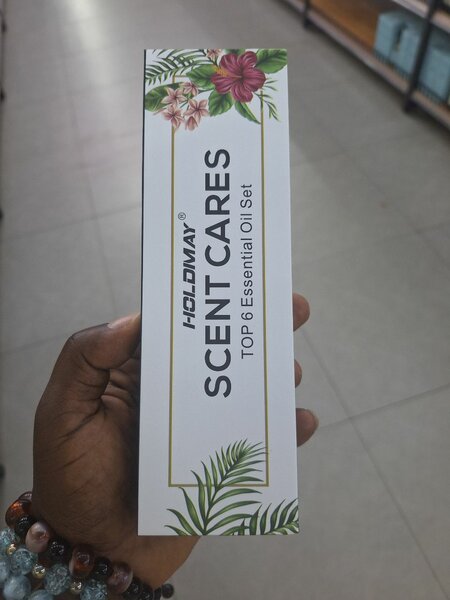 HOLDMAY®
SCENT CARES
TOP 6 Essential Oil Set